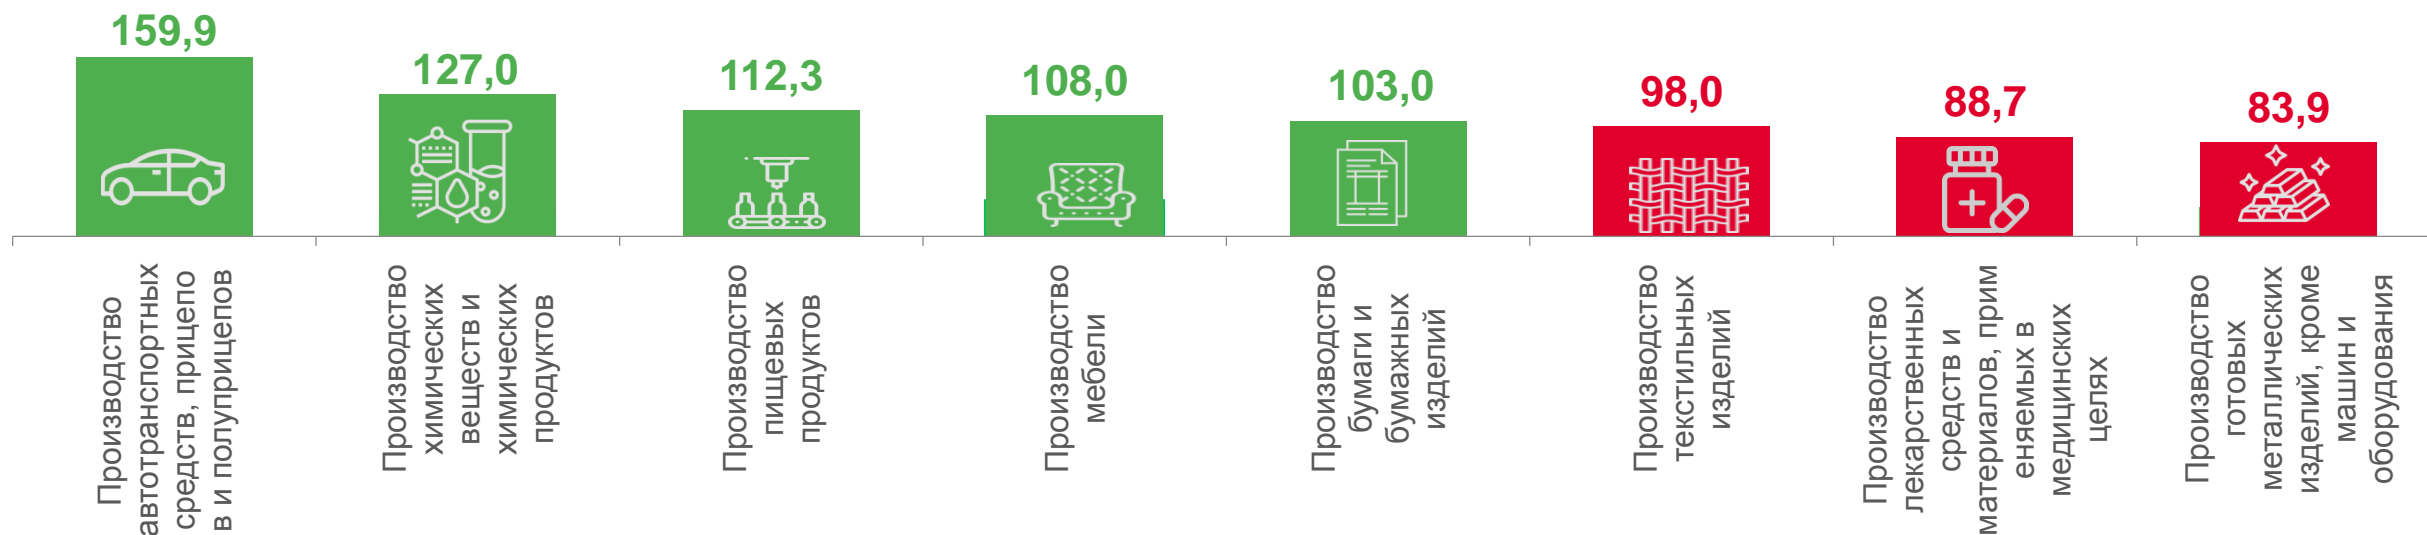 159,9
127,0
112,3
108,0
103,0
98,0
88,7
83,9
Производство
автотранспортных
средств, прицепо
в и полуприцепов
Производство
химических
веществ и
химических
продуктов
Производство
пищевых
продуктов
Производство
мебели
Производство
бумаги и
бумажных
изделий
Производство
текстильных
изделий
Производство
лекарственных
средств и
материалов, прим
еняемых в
медицинских
целях
Производство
готовых
металлических
изделий, кроме
машин и
оборудования